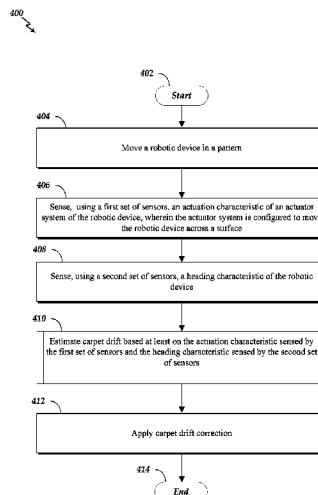 400
402
Start
404
Move a robotic device in a pattern
406
Sense, using a first set of sensors, an actuation characteristic of an actuator
system of the robotic device, wherein the actuator system is configured to move
the robotic device across a surface
408
Sense, using a second set of sensors, a heading characteristic of the robotic
device
410
Estimate carpet drift based at least on the actuation characteristic sensed by
the first set of sensors and the heading characteristic sensed by the second set
of sensors
412
Apply carpet drift correction
414
End